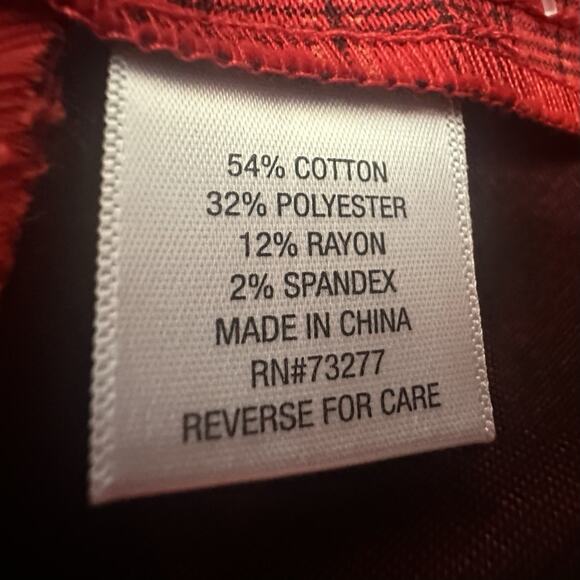 54% COTTON
32% POLYESTER
12% RAYON
2% SPANDEX
MADE IN CHINA
RN#73277
REVERSE FOR CARE